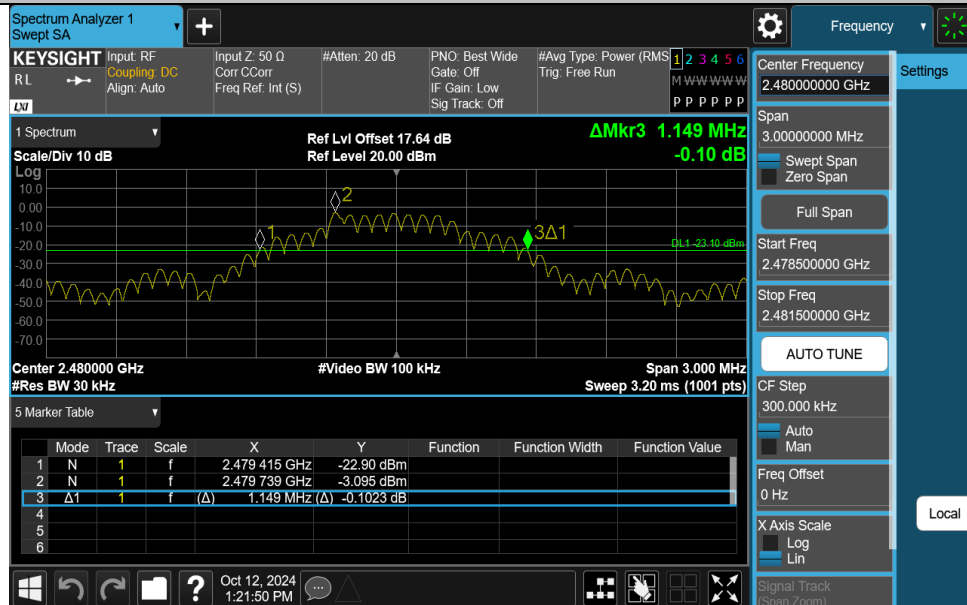 Spectrum Analyzer 1
Swept SA
+
Frequency
KEYSIGHT
RL
LXI
Input: RF
Coupling: DC
Align: Auto
Input Z: 50 Ω
Corr CCorr
Freq Ref: Int (S)
#Atten: 20 dB
PNO: Best Wide
Gate: Off
IF Gain: Low
Sig Track: Off
#Avg Type: Power (RMS
Trig: Free Run
1 2 3 4 5 6
M W W W W W
P P P P P P
1 Spectrum
Scale/Div 10 dB
Ref Lvl Offset 17.64 dB
Ref Level 20.00 dBm
ΔMkr3 1.149 MHz
-0.10 dB
Log
10.0
0.00
-10.0
-20.0
-30.0
-40.0
-50.0
-60.0
-70.0
1
2
3Δ1
DL1 -23.10 dBm
Center 2.480000 GHz
#Res BW 30 kHz
#Video BW 100 kHz
Span 3.000 MHz
Sweep 3.20 ms (1001 pts)
5 Marker Table
Mode Trace Scale X Y Function Function Width Function Value
1 N 1 f 2.479 415 GHz -22.90 dBm
2 N 1 f 2.479 739 GHz -3.095 dBm
3 Δ1 1 f (Δ) 1.149 MHz (Δ) -0.1023 dB
4
5
6
?
Oct 12, 2024
1:21:50 PM
Center Frequency
2.480000000 GHz
Span
3.00000000 MHz
Swept Span
Zero Span
Full Span
Start Freq
2.478500000 GHz
Stop Freq
2.481500000 GHz
AUTO TUNE
CF Step
300.000 kHz
Auto
Man
Freq Offset
0 Hz
X Axis Scale
Log
Lin
Signal Track
(Span Zoom)
Settings
Local